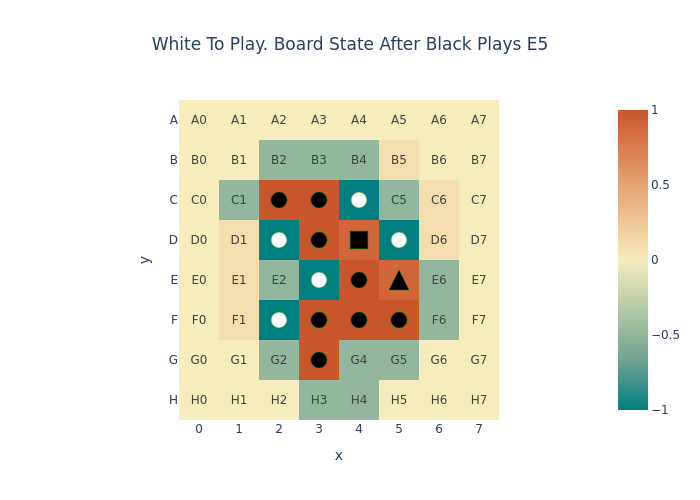 White To Play. Board State After Black Plays E5
A A0 A1 A2 A3 A4 A5 A6 A7
B B0 B1 B2 B3 B4 B5 B6 B7
C C0 C1 C5 C6 C7
D D0 D1 D6 D7
E E0 E1 E2 E6 E7
F F0 F1 F6 F7
G G0 G1 G2 G4 G5 G6 G7
H H0 H1 H2 H3 H4 H5 H6 H7
0 1 2 3 4 5 6 7
x
y
1
0.5
0
−0.5
−1